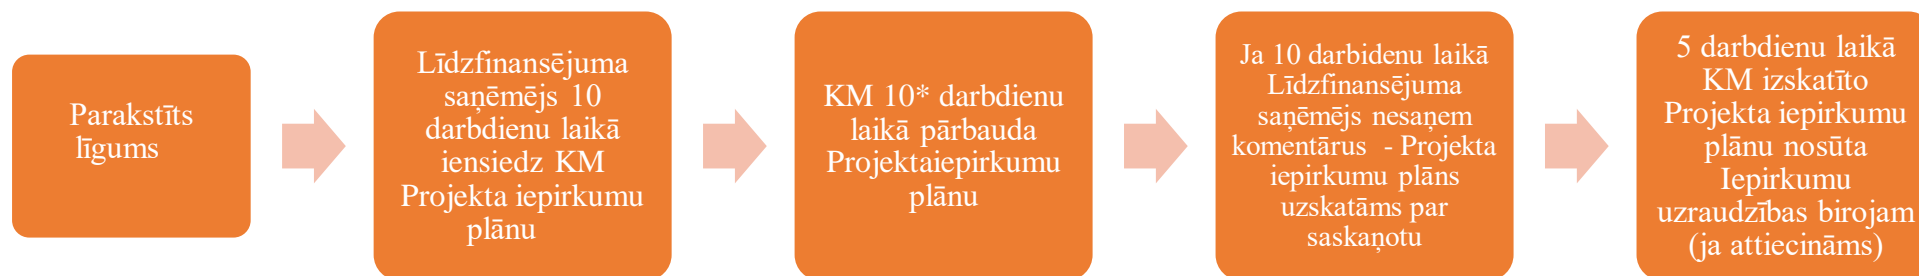 Parakstīts
līgums
Līdzfinansējuma
saņēmējs 10
darbdienu laikā
iensiedz KM
Projekta iepirkumu
plānu
KM 10* darbdienu
laikā pārbauda
Projektaiepirkumu
plānu
Ja 10 darbidenu laikā
Līdzfinansējuma
saņēmējs nesaņem
komentārus - Projekta
iepirkumu plāns
uzskatāms par
saskaņotu
5 darbdienu laikā
KM izskatīto
Projekta iepirkumu
plānu nosūta
Iepirkumu
uzraudzības birojam
(ja attiecināms)